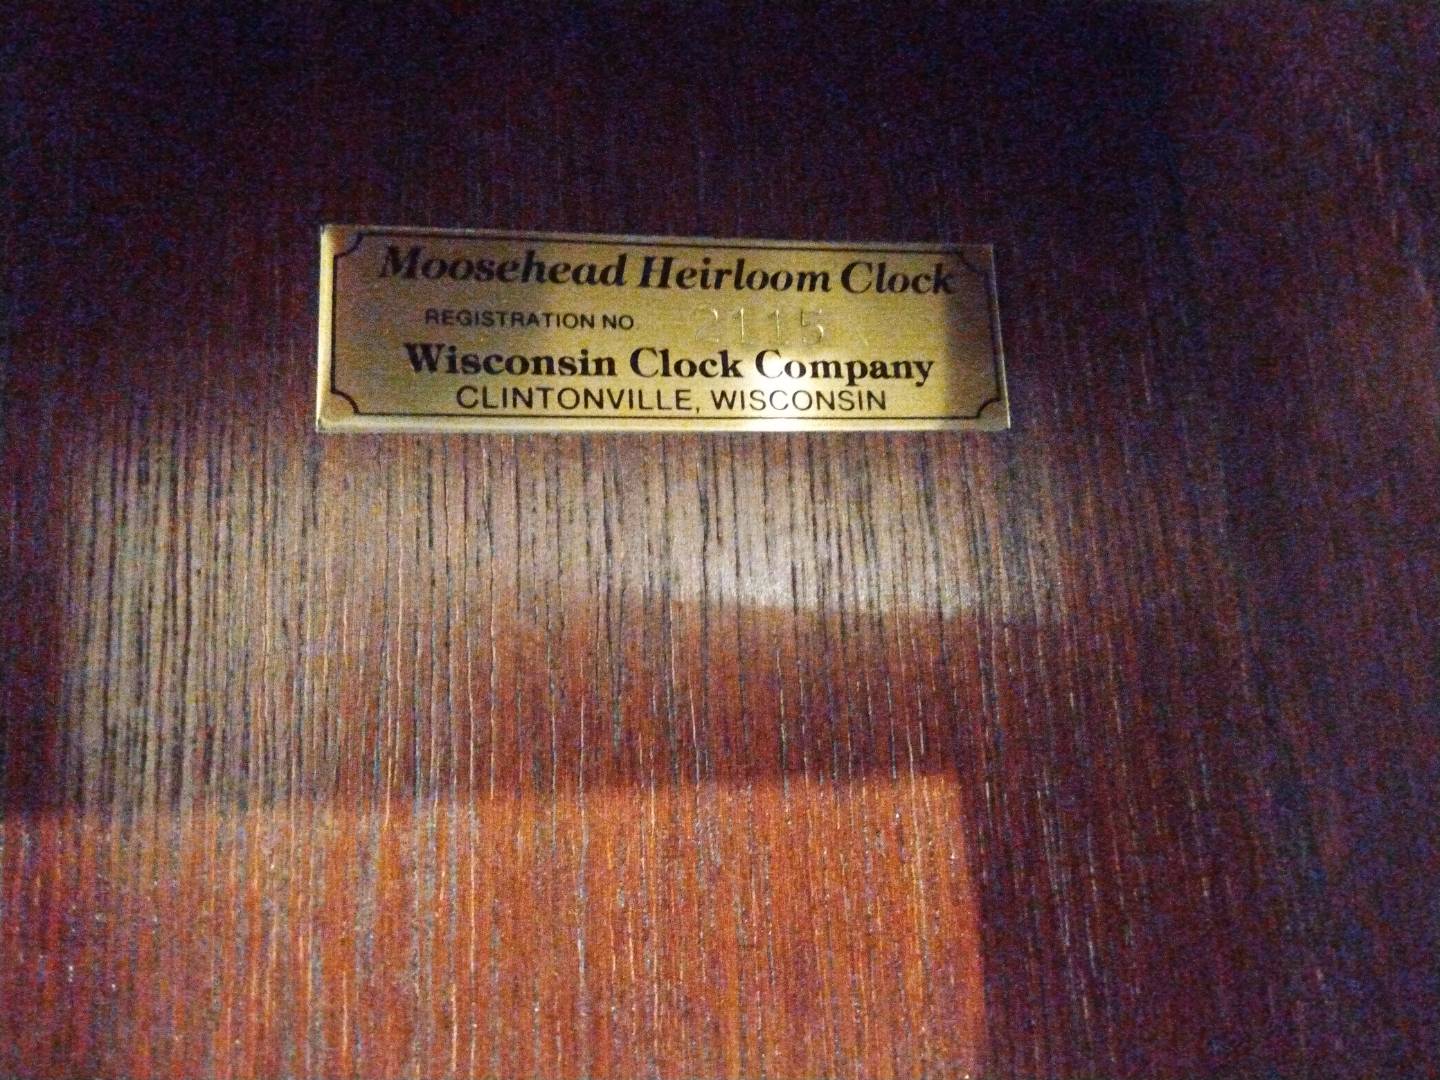 Moosehead Heirloom Clock
REGISTRATION NO 2115
Wisconsin Clock Company
CLINTONVILLE, WISCONSIN